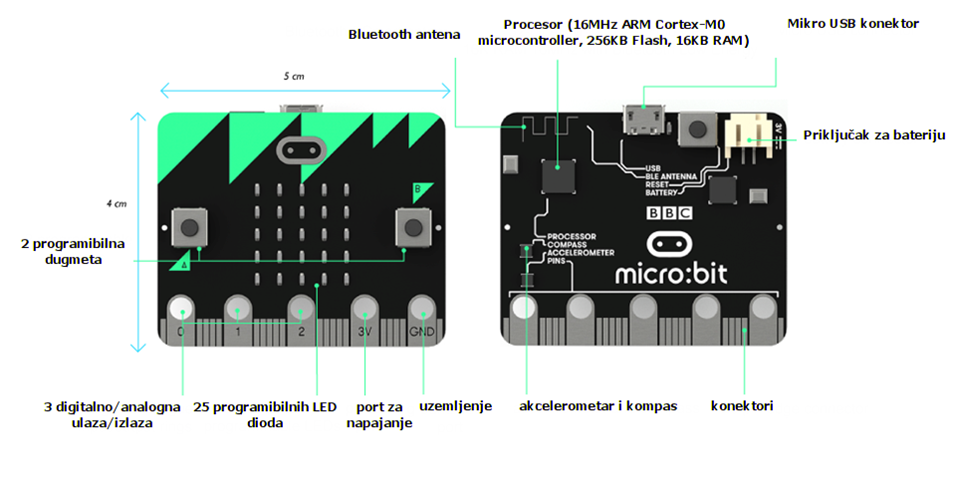 Bluetooth antena
Procesor (16MHz ARM Cortex-M0
microcontroller, 256KB Flash, 16KB RAM)
Mikro USB konektor
5 cm
4 cm
Priključak za bateriju
2 programibilna
dugmeta
A
B
0
1
2
3V
GND
3V
USB
BLE ANTENNA
RESET
BATTERY
BBC
PROCESSOR
COMPASS
ACCELEROMETER
PINS
micro:bit
3 digitalno/analogna
ulaza/izlaza
25 programibilnih LED
dioda
port za
napajanje
uzemljenje
akcelerometar i kompas
konektori